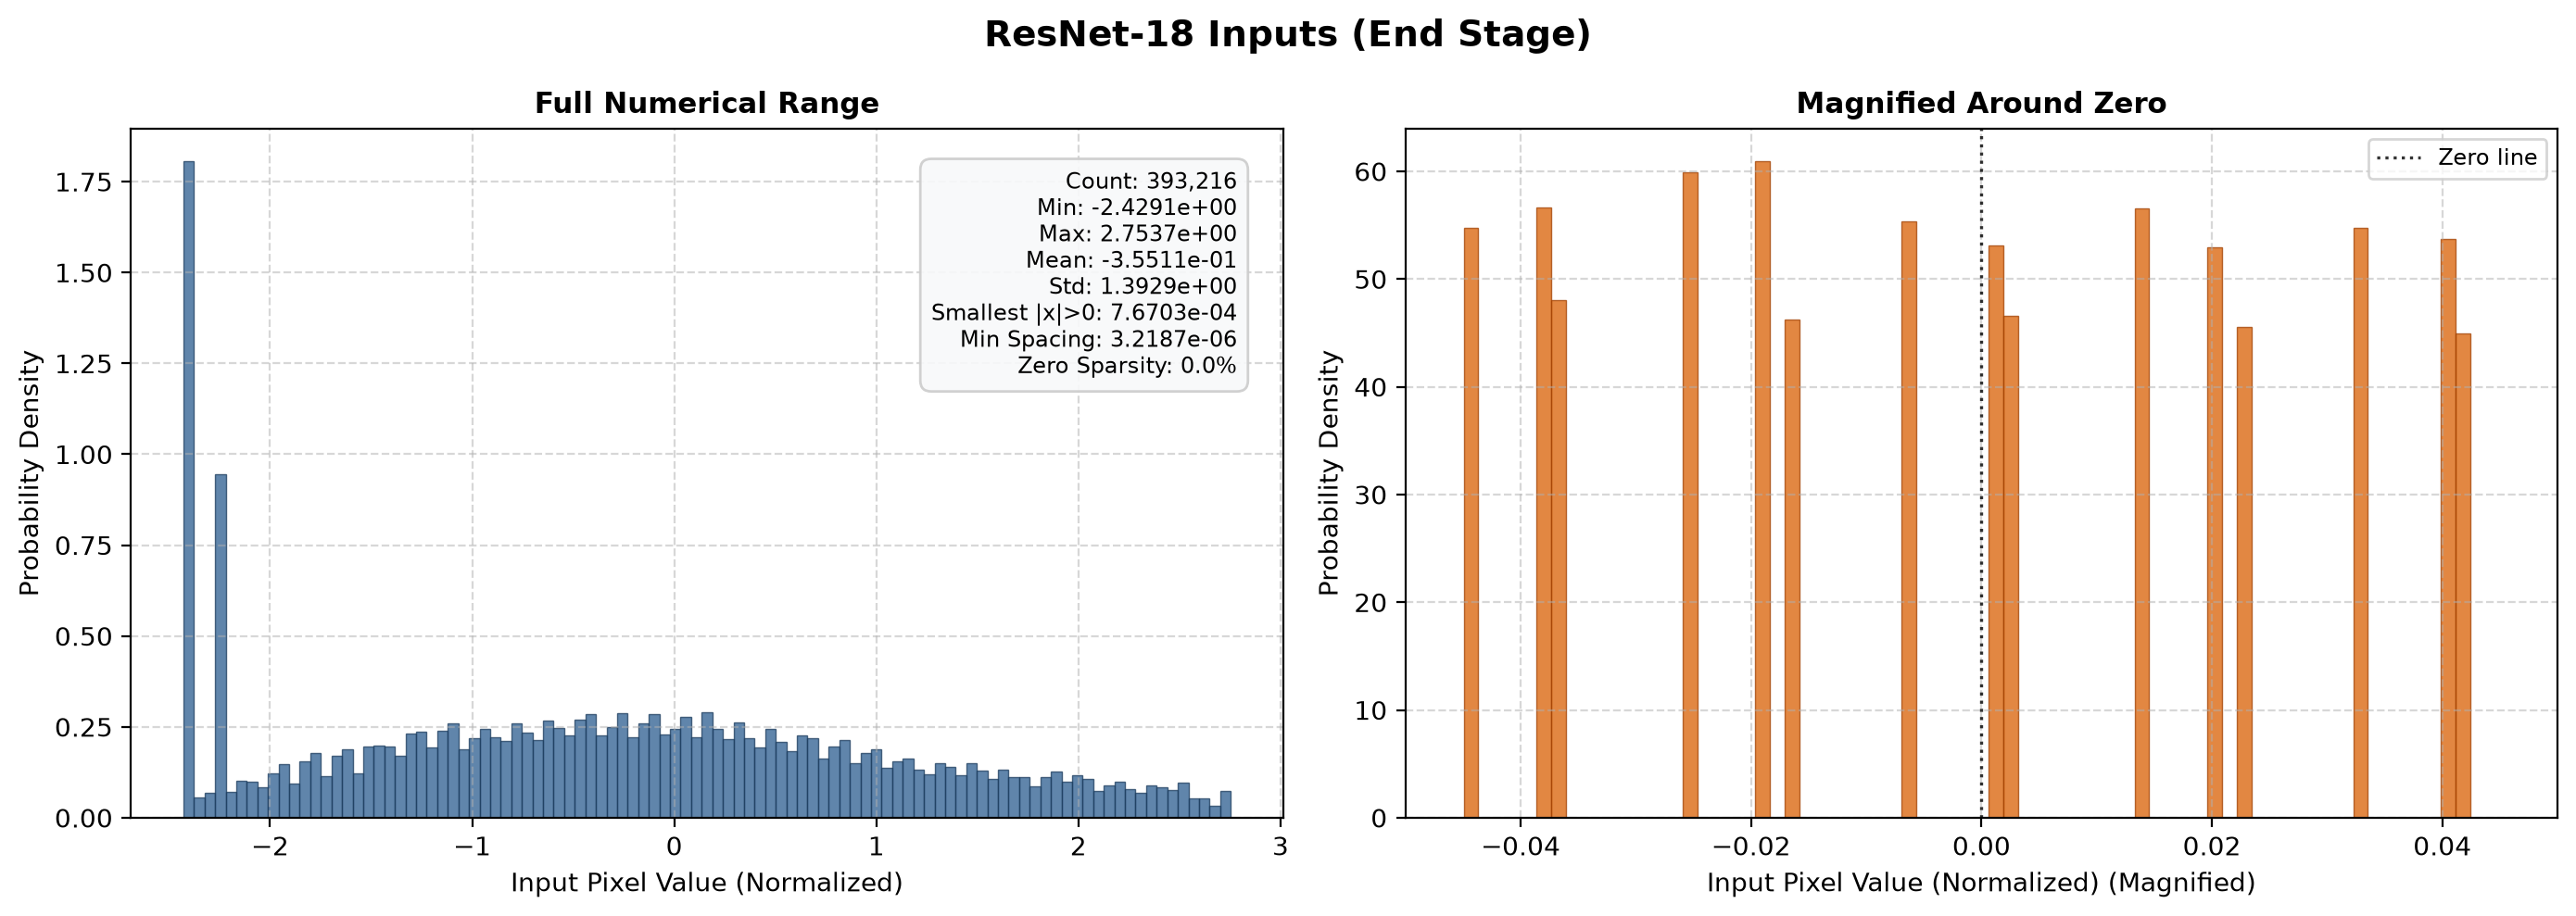 ResNet-18 Inputs (End Stage)
Full Numerical Range
Probability Density
1.75
1.50
1.25
1.00
0.75
0.50
0.25
0.00
Count: 393,216
Min: -2.4291e+00
Max: 2.7537e+00
Mean: -3.5511e-01
Std: 1.3929e+00
Smallest |x|>0: 7.6703e-04
Min Spacing: 3.2187e-06
Zero Sparsity: 0.0%
−2 −1 0 1 2 3
Input Pixel Value (Normalized)
Magnified Around Zero
Probability Density
60
50
40
30
20
10
0
Zero line
−0.04 −0.02 0.00 0.02 0.04
Input Pixel Value (Normalized) (Magnified)